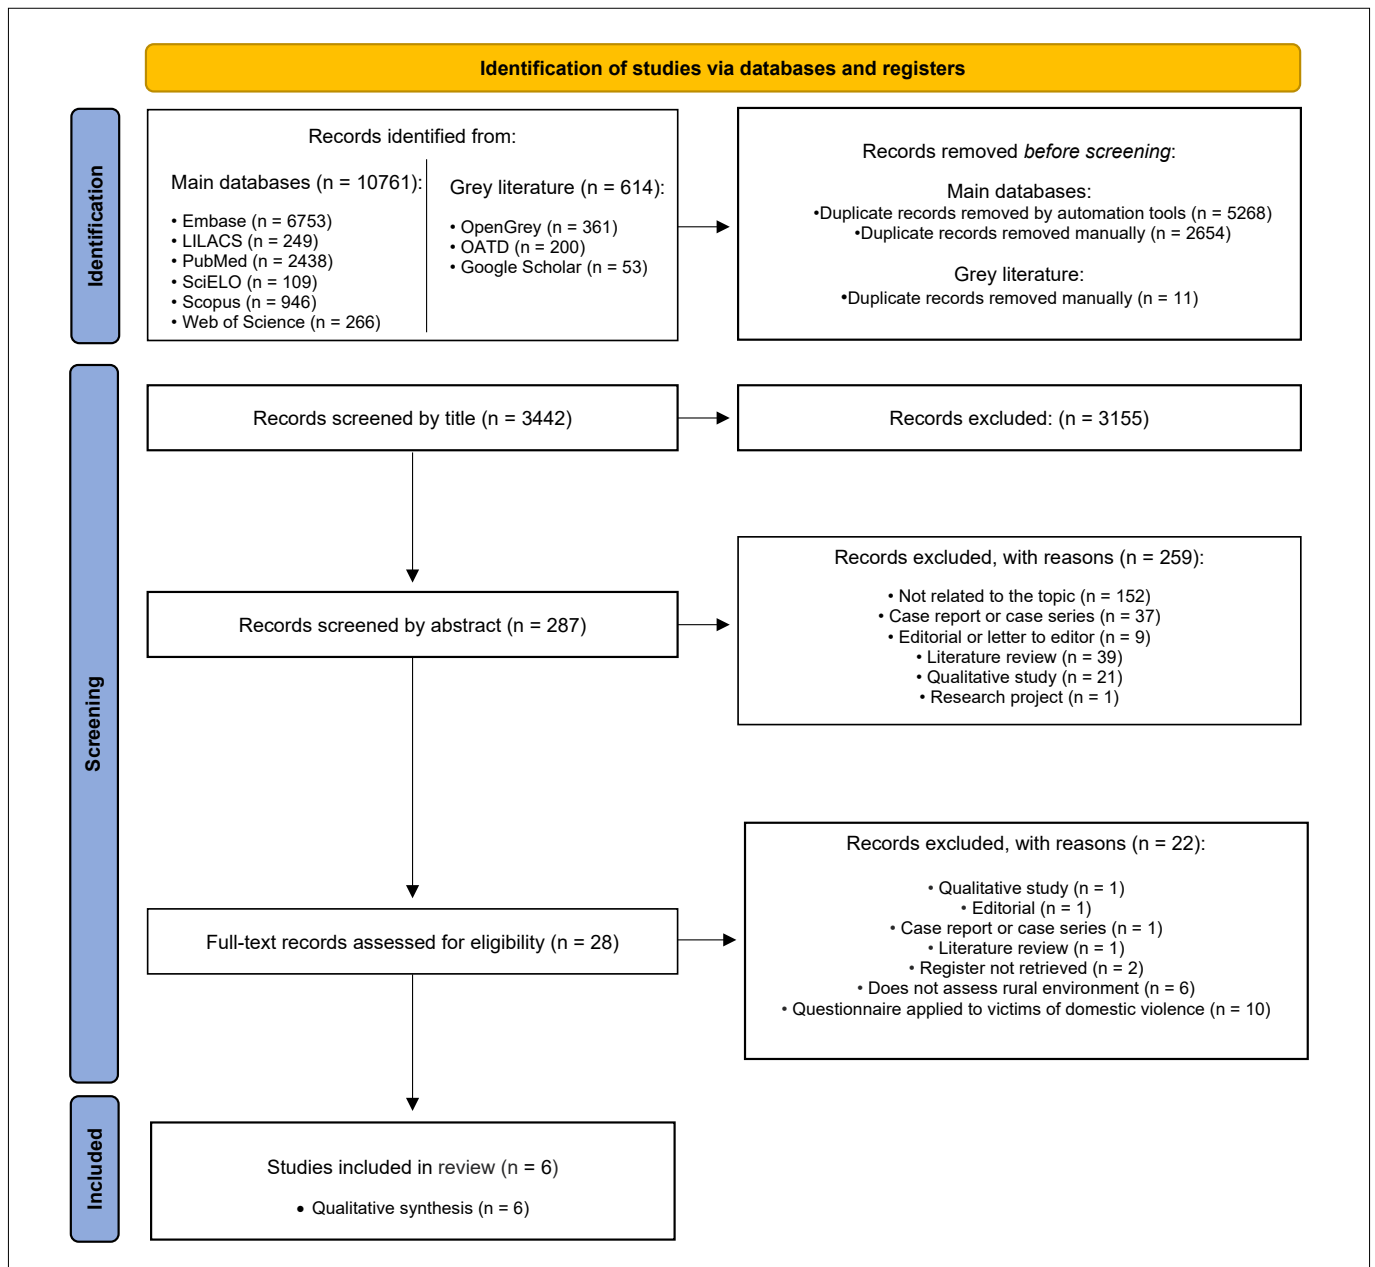 Identification of studies via databases and registers
Identification
Records identified from:
Main databases (n = 10761):
• Embase (n = 6753)
• LILACS (n = 249)
• PubMed (n = 2438)
• SciELO (n = 109)
• Scopus (n = 946)
• Web of Science (n = 266)
Grey literature (n = 614):
• OpenGrey (n = 361)
• OATD (n = 200)
• Google Scholar (n = 53)
Records removed before screening:
Main databases:
•Duplicate records removed by automation tools (n = 5268)
•Duplicate records removed manually (n = 2654)
Grey literature:
•Duplicate records removed manually (n = 11)
Screening
Records screened by title (n = 3442)
Records excluded: (n = 3155)
Records screened by abstract (n = 287)
Records excluded, with reasons (n = 259):
• Not related to the topic (n = 152)
• Case report or case series (n = 37)
• Editorial or letter to editor (n = 9)
• Literature review (n = 39)
• Qualitative study (n = 21)
• Research project (n = 1)
Full-text records assessed for eligibility (n = 28)
Records excluded, with reasons (n = 22):
• Qualitative study (n = 1)
• Editorial (n = 1)
• Case report or case series (n = 1)
• Literature review (n = 1)
• Register not retrieved (n = 2)
• Does not assess rural environment (n = 6)
• Questionnaire applied to victims of domestic violence (n = 10)
Included
Studies included in review (n = 6)
• Qualitative synthesis (n = 6)